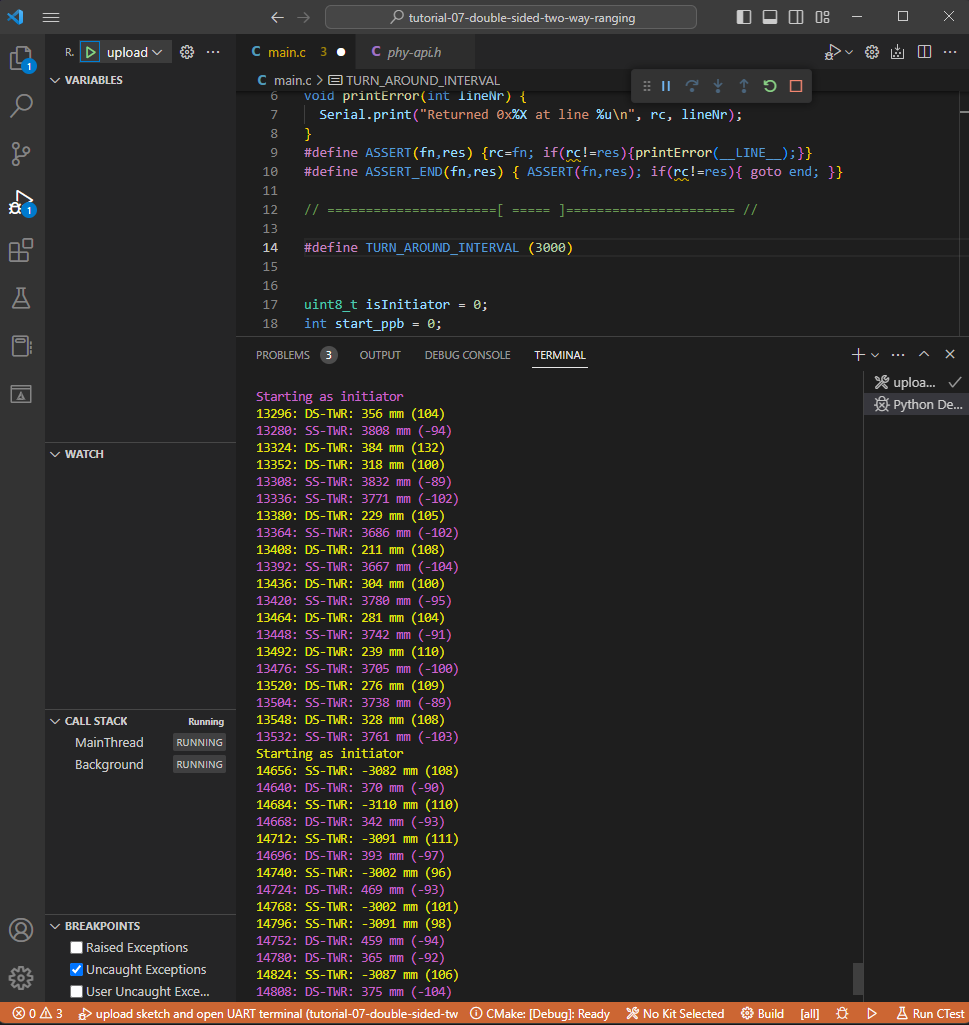 tutorial-07-double-sided-two-way-ranging
1
1
R.
upload
VARIABLES
WATCH
CALL STACK
Running
MainThread
RUNNING
Background
RUNNING
BREAKPOINTS
Raised Exceptions
Uncaught Exceptions
User Uncaught Exce...
C main.c 3
C phy-api.h
C main.c > TURN_AROUND_INTERVAL
6 void printError(int lineNr) {
7 Serial.print("Returned 0x%X at line %u\n", rc, lineNr);
8 }
9 #define ASSERT(fn,res) {rc=fn; if(rc!=res){printError(__LINE__);}}
10 #define ASSERT_END(fn,res) { ASSERT(fn,res); if(rc!=res){ goto end; }}
11
12 // ======================[ ===== ]====================== //
13
14 #define TURN_AROUND_INTERVAL (3000)
15
16
17 uint8_t isInitiator = 0;
18 int start_ppb = 0;
PROBLEMS 3 OUTPUT DEBUG CONSOLE TERMINAL
Starting as initiator
13296: DS-TWR: 356 mm (104)
13280: SS-TWR: 3808 mm (-94)
13324: DS-TWR: 384 mm (132)
13352: DS-TWR: 318 mm (100)
13308: SS-TWR: 3832 mm (-89)
13336: SS-TWR: 3771 mm (-102)
13380: DS-TWR: 229 mm (105)
13364: SS-TWR: 3686 mm (-102)
13408: DS-TWR: 211 mm (108)
13392: SS-TWR: 3667 mm (-104)
13436: DS-TWR: 304 mm (100)
13420: SS-TWR: 3780 mm (-95)
13464: DS-TWR: 281 mm (104)
13448: SS-TWR: 3742 mm (-91)
13492: DS-TWR: 239 mm (110)
13476: SS-TWR: 3705 mm (-100)
13520: DS-TWR: 276 mm (109)
13504: SS-TWR: 3738 mm (-89)
13548: DS-TWR: 328 mm (108)
13532: SS-TWR: 3761 mm (-103)
Starting as initiator
14656: SS-TWR: -3082 mm (108)
14640: DS-TWR: 370 mm (-90)
14684: SS-TWR: -3110 mm (110)
14668: DS-TWR: 342 mm (-93)
14712: SS-TWR: -3091 mm (111)
14696: DS-TWR: 393 mm (-97)
14740: SS-TWR: -3002 mm (96)
14724: DS-TWR: 469 mm (-93)
14768: SS-TWR: -3002 mm (101)
14796: SS-TWR: -3091 mm (98)
14752: DS-TWR: 459 mm (-94)
14780: DS-TWR: 365 mm (-92)
14824: SS-TWR: -3087 mm (106)
14808: DS-TWR: 375 mm (-104)
uploa...
Python De...
0 3 upload sketch and open UART terminal (tutorial-07-double-sided-tw CMake: [Debug]: Ready No Kit Selected Build [all] Run CTest